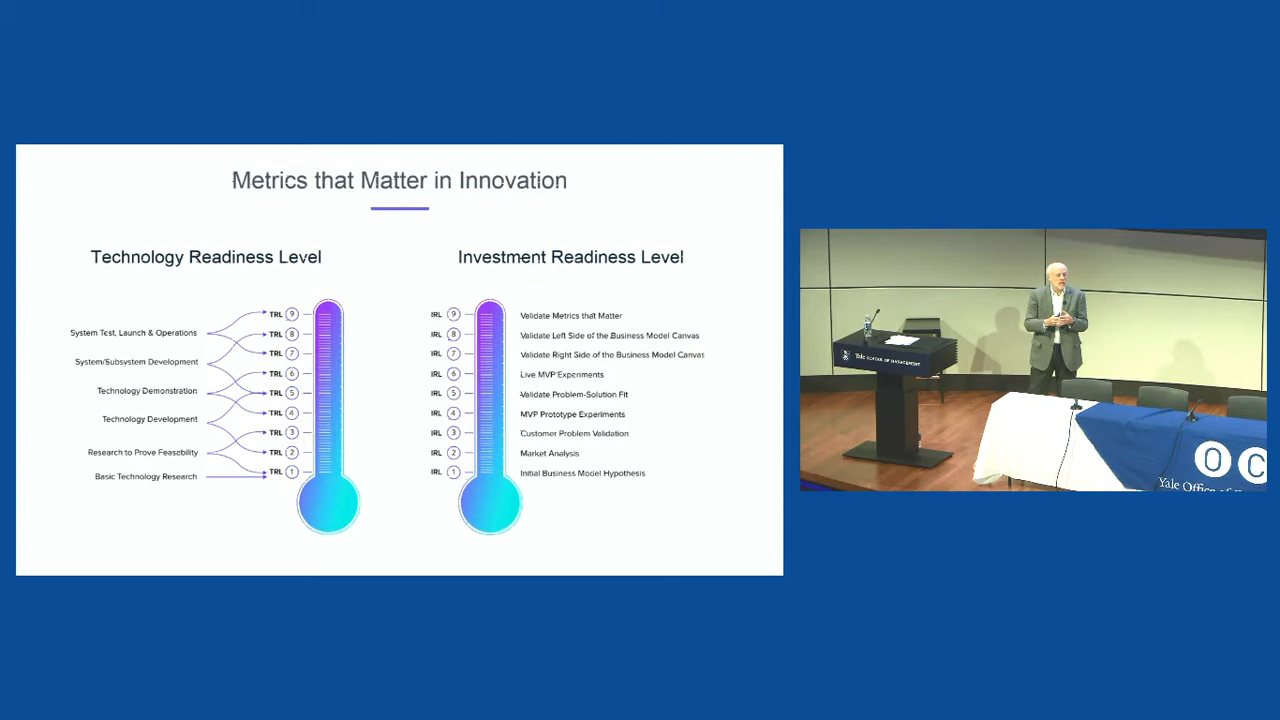 Metrics that Matter in Innovation
Technology Readiness Level
System Test, Launch & Operations
System/Subsystem Development
Technology Demonstration
Technology Development
Research to Prove Feasability
Basic Technology Research
TRL 9
TRL 8
TRL 7
TRL 6
TRL 5
TRL 4
TRL 3
TRL 2
TRL 1
Investment Readiness Level
IRL 9 Validate Metrics that Matter
IRL 8 Validate Left Side of the Business Model Canvas
IRL 7 Validate Right Side of the Business Model Canvas
IRL 6 Live MVP Experiments
IRL 5 Validate Problem-Solution Fit
IRL 4 MVP Prototype Experiments
IRL 3 Customer Problem Validation
IRL 2 Market Analysis
IRL 1 Initial Business Model Hypothesis
Yale SCHOOL OF MANAGEMENT
OC
Yale Office of